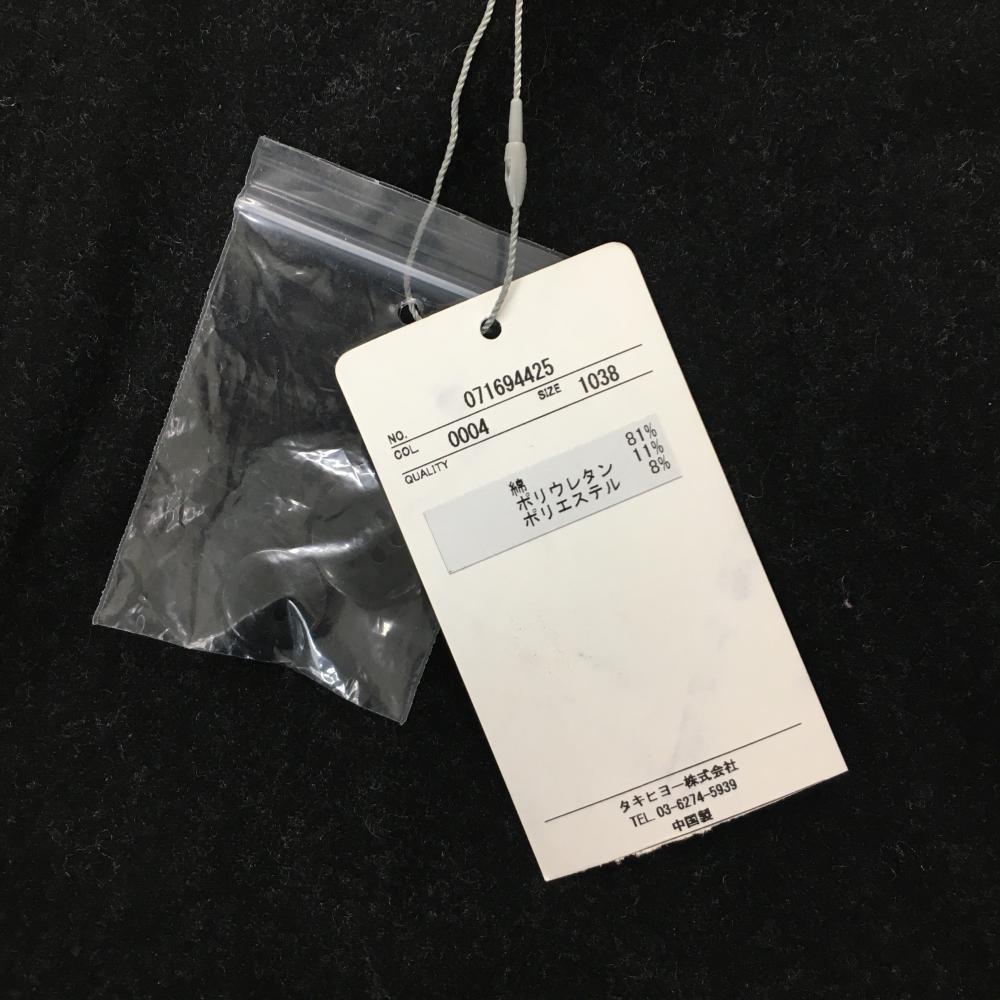 NO. 071694425
COL 0004 SIZE 1038
QUALITY
綿 81%
ポリウレタン 11%
ポリエステル 8%
タキヒヨー株式会社
TEL 03-6274-5939
中国製